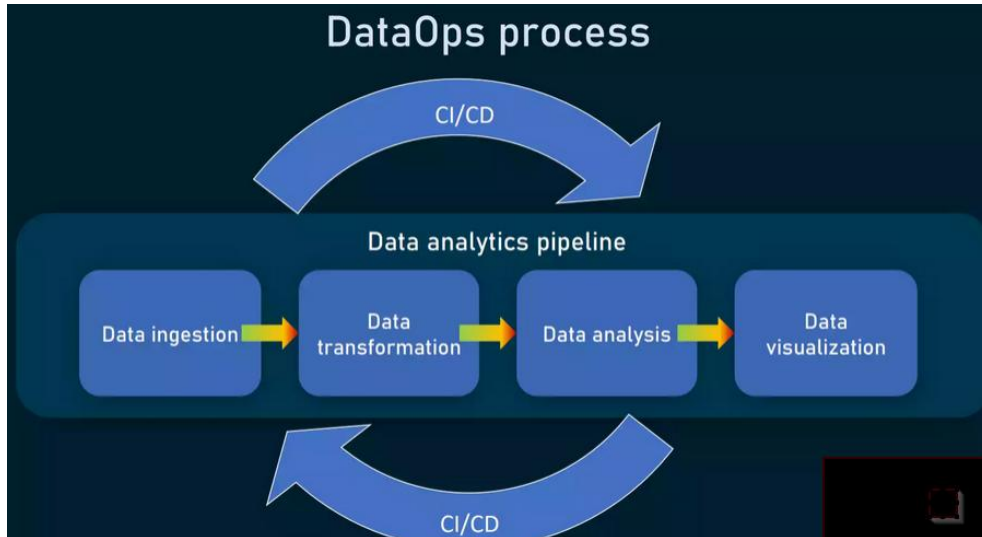 DataOps process
CI/CD
Data analytics pipeline
Data ingestion
Data
transformation
Data analysis
Data
visualization
CI/CD